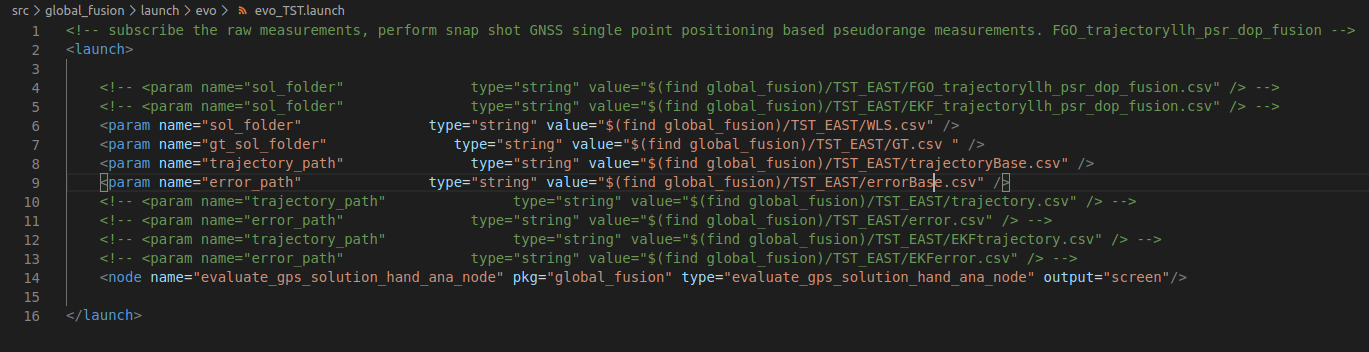 src > global_fusion > launch > evo > evo_TST.launch
1 <!-- subscribe the raw measurements, perform snap shot GNSS single point positioning based pseudorange measurements. FGO_trajectoryllh_psr_dop_fusion -->
2 <launch>
3
4 <!-- <param name="sol_folder" type="string" value="$(find global_fusion)/TST_EAST/FGO_trajectoryllh_psr_dop_fusion.csv" /> -->
5 <!-- <param name="sol_folder" type="string" value="$(find global_fusion)/TST_EAST/EKF_trajectoryllh_psr_dop_fusion.csv" /> -->
6 <param name="sol_folder" type="string" value="$(find global_fusion)/TST_EAST/WLS.csv" />
7 <param name="gt_sol_folder" type="string" value="$(find global_fusion)/TST_EAST/GT.csv " />
8 <param name="trajectory_path" type="string" value="$(find global_fusion)/TST_EAST/trajectoryBase.csv" />
9 <param name="error_path" type="string" value="$(find global_fusion)/TST_EAST/errorBase.csv" />
10 <!-- <param name="trajectory_path" type="string" value="$(find global_fusion)/TST_EAST/trajectory.csv" /> -->
11 <!-- <param name="error_path" type="string" value="$(find global_fusion)/TST_EAST/error.csv" /> -->
12 <!-- <param name="trajectory_path" type="string" value="$(find global_fusion)/TST_EAST/EKFtrajectory.csv" /> -->
13 <!-- <param name="error_path" type="string" value="$(find global_fusion)/TST_EAST/EKFerror.csv" /> -->
14 <node name="evaluate_gps_solution_hand_ana_node" pkg="global_fusion" type="evaluate_gps_solution_hand_ana_node" output="screen"/>
15
16 </launch>